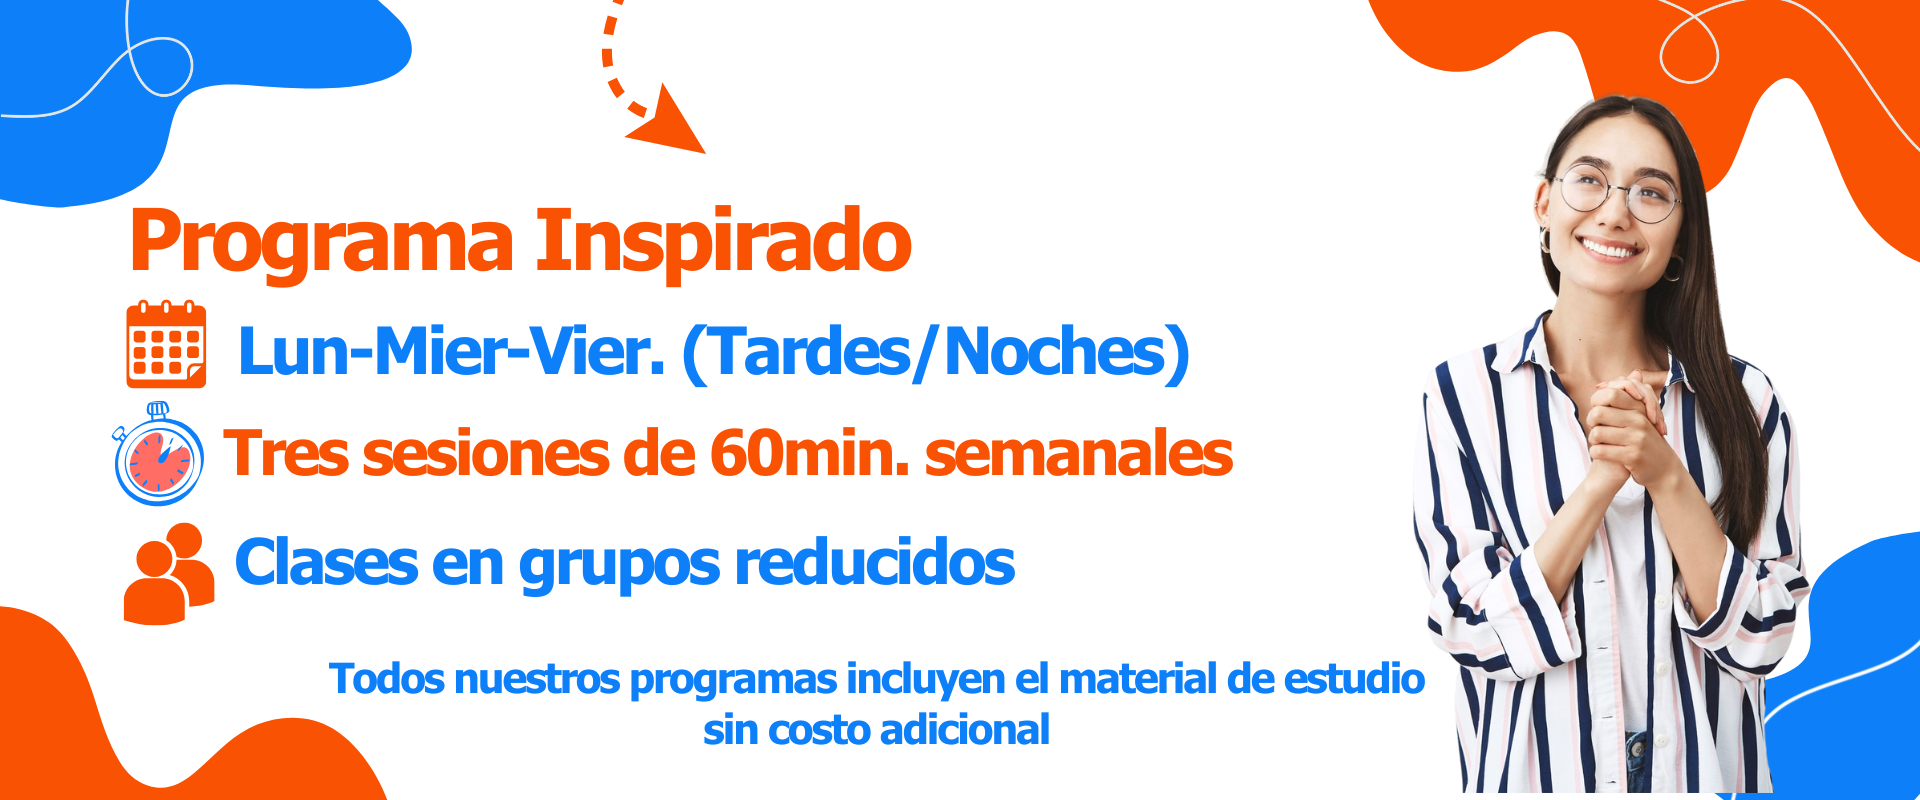 Programa Inspirado
Lun-Mier-Vier. (Tardes/Noches)
Tres sesiones de 60min. semanales
Clases en grupos reducidos
Todos nuestros programas incluyen el material de estudio
sin costo adicional